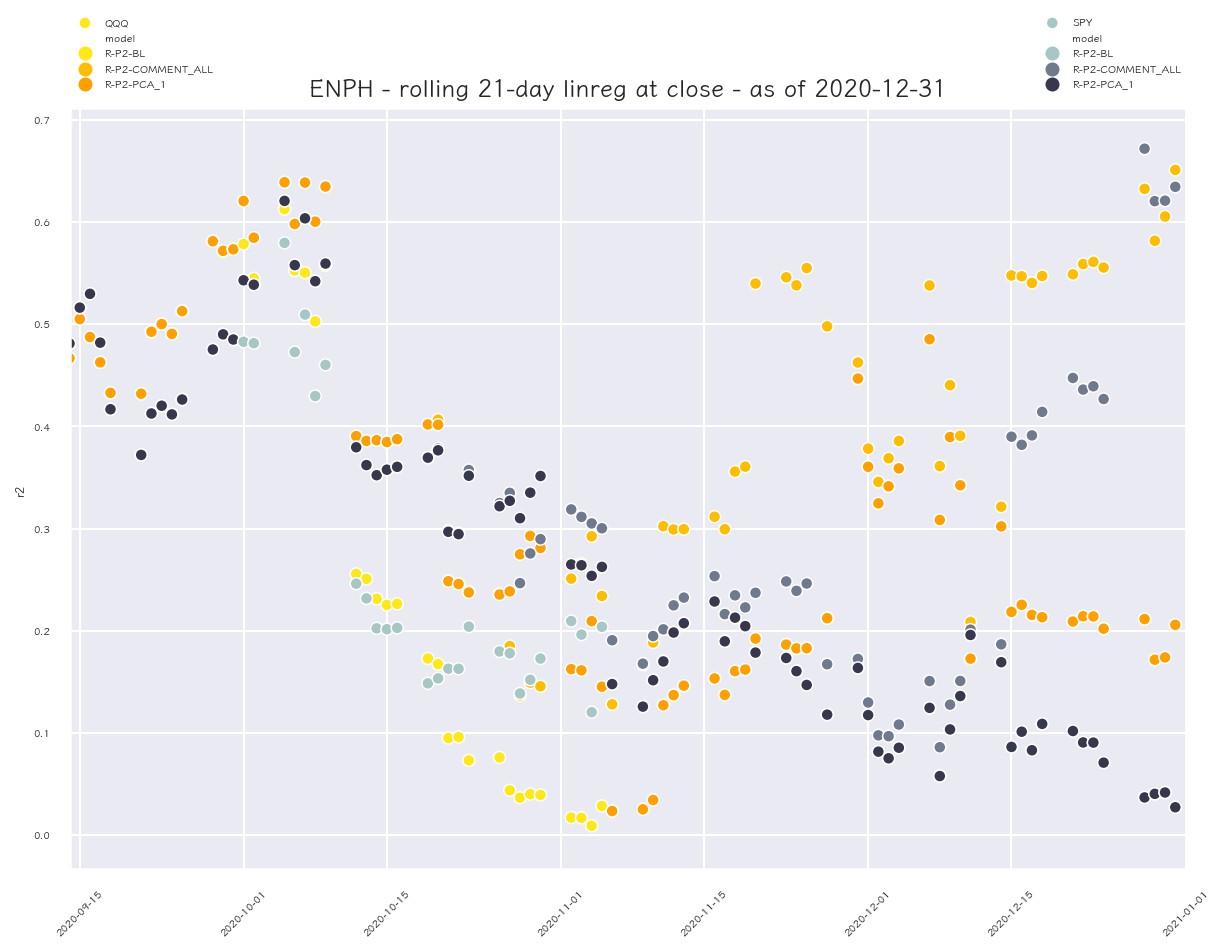 QQQ
model
R-P2-BL
R-P2-COMMENT_ALL
R-P2-PCA_1
SPY
model
R-P2-BL
R-P2-COMMENT_ALL
R-P2-PCA_1
ENPH - rolling 21-day linreg at close - as of 2020-12-31
r2
0.7
0.6
0.5
0.4
0.3
0.2
0.1
0.0
2020-09-15
2020-10-01
2020-10-15
2020-11-01
2020-11-15
2020-12-01
2020-12-15
2021-01-01